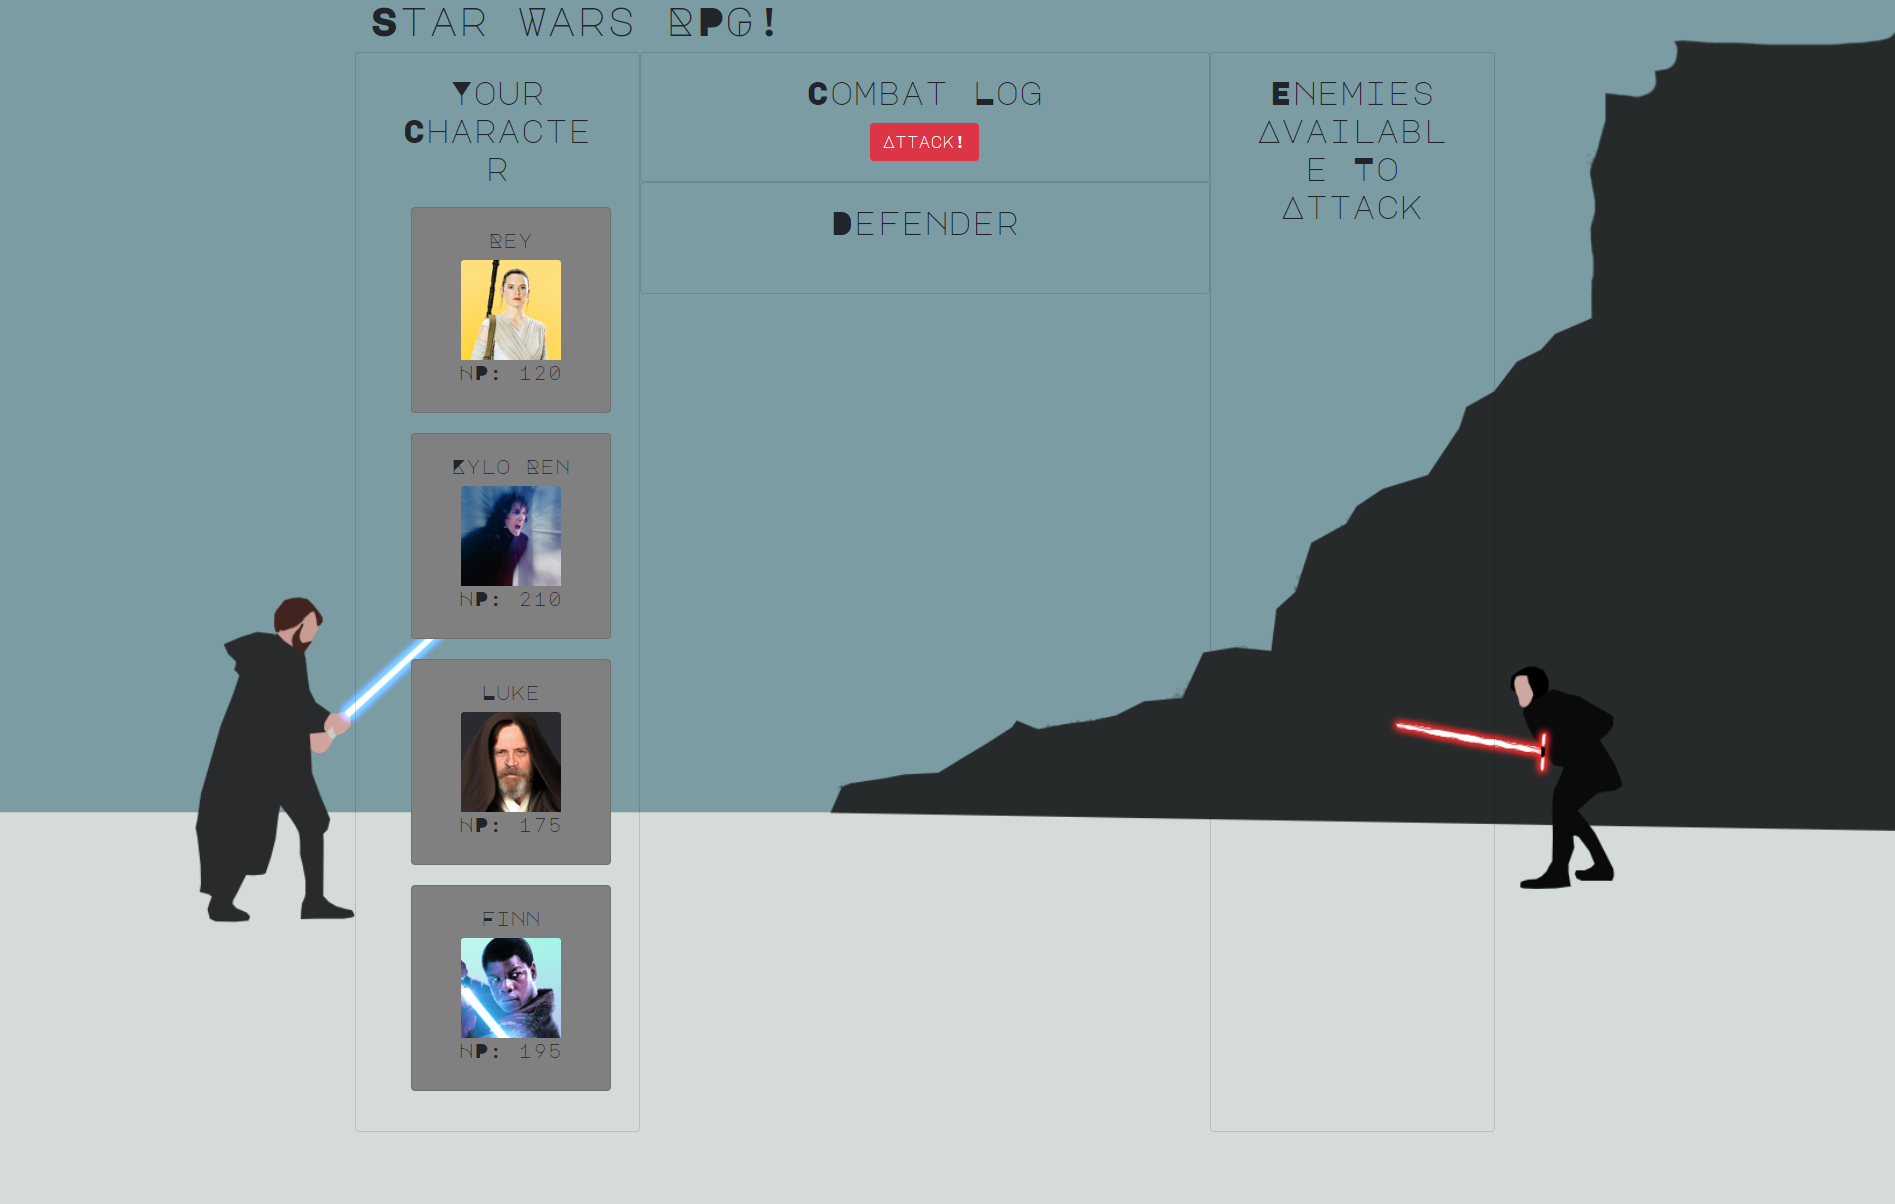 Star Wars RPG!
Your
Characte
r
Rey
HP: 120
Kylo Ren
HP: 210
Luke
HP: 175
Finn
HP: 195
Combat Log
Attack!
Defender
Enemies
Availabl
e To
Attack